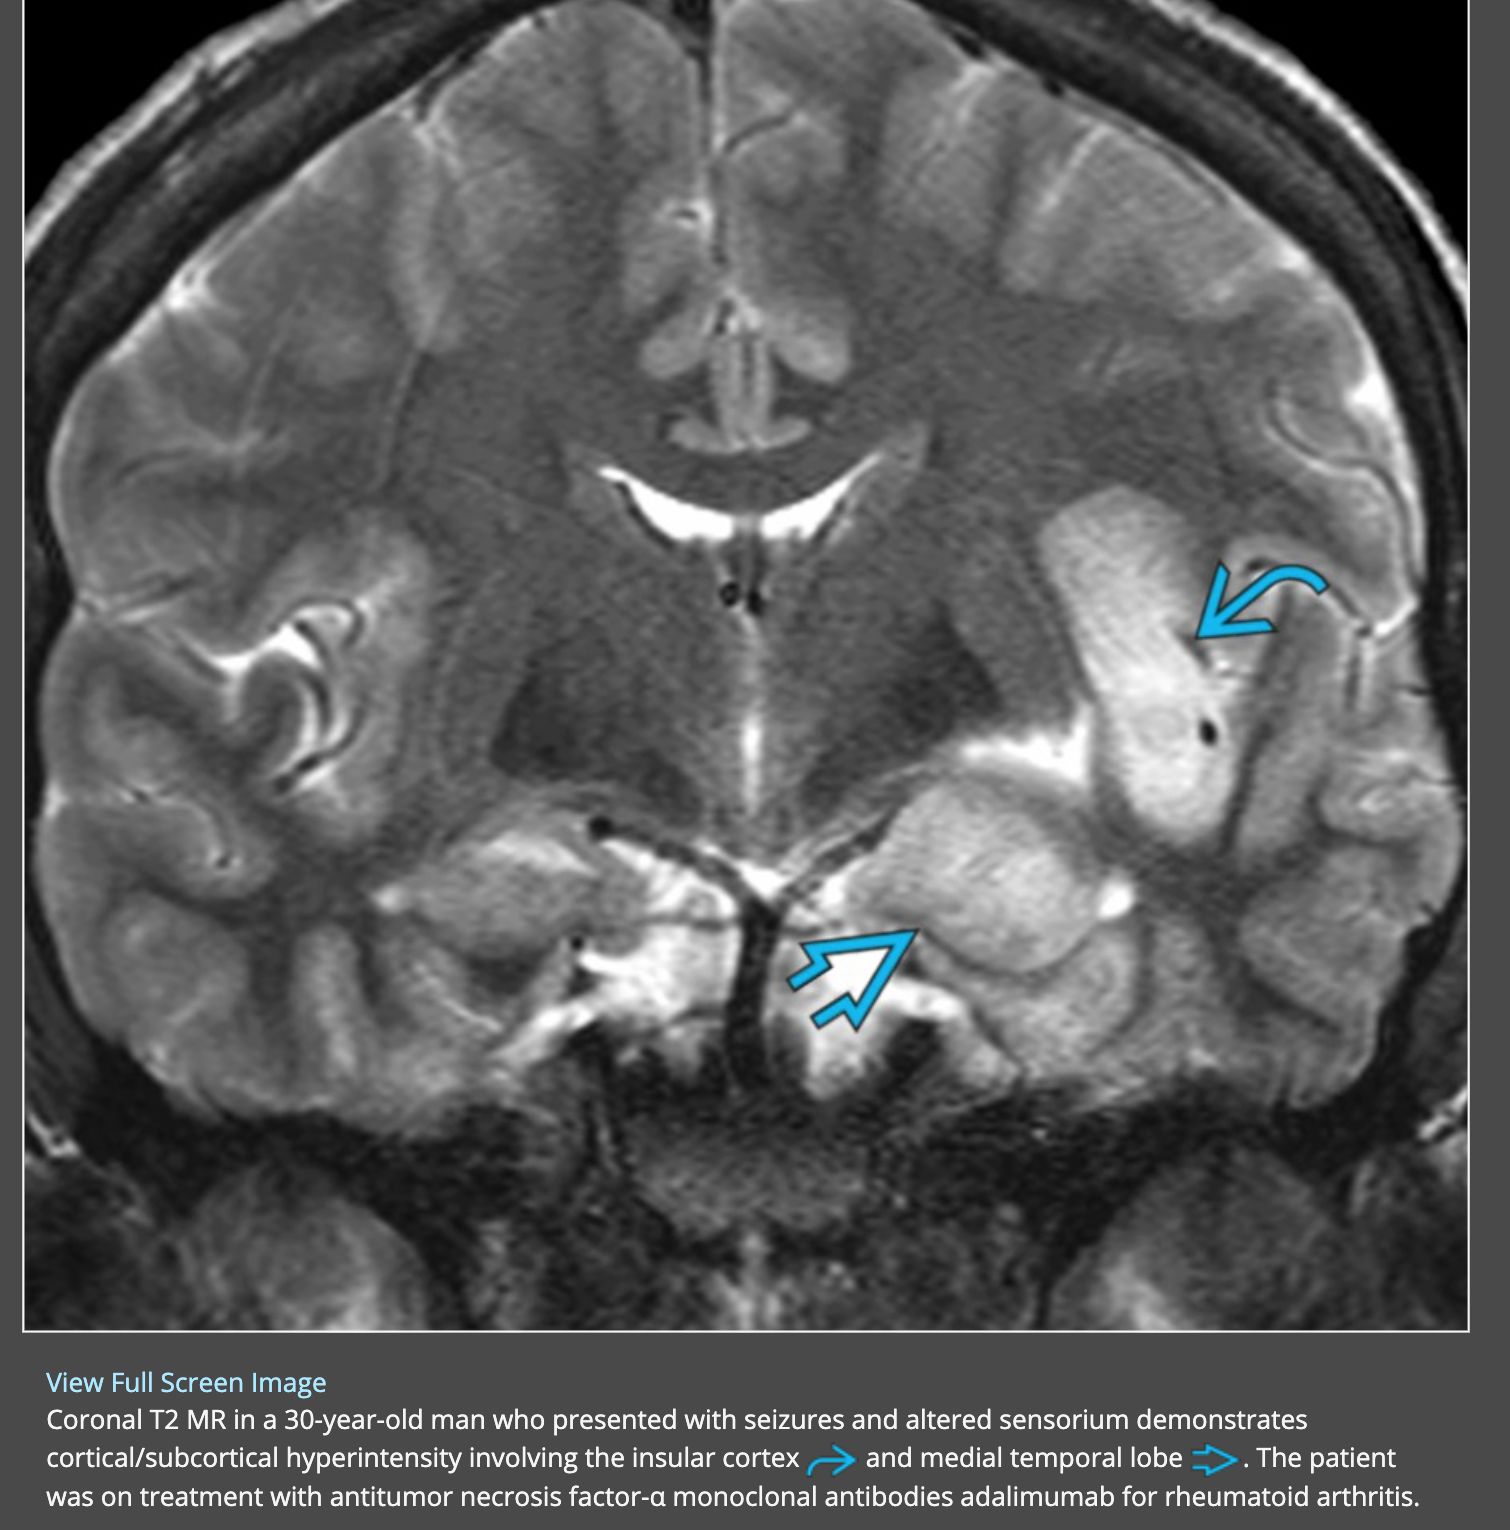 View Full Screen Image
Coronal T2 MR in a 30-year-old man who presented with seizures and altered sensorium demonstrates
cortical/subcortical hyperintensity involving the insular cortex and medial temporal lobe . The patient
was on treatment with antitumor necrosis factor-α monoclonal antibodies adalimumab for rheumatoid arthritis.